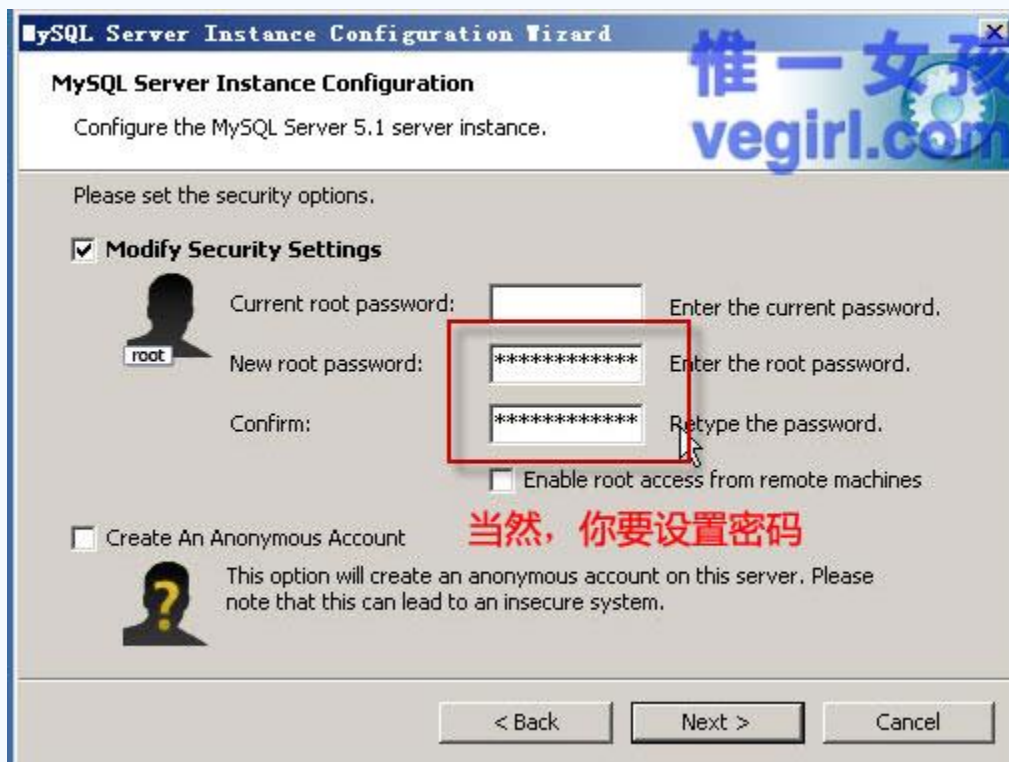 MySQL Server Instance Configuration Wizard
惟一女孩
MySQL Server Instance Configuration
Configure the MySQL Server 5.1 server instance.
vegirl.com
Please set the security options.
Modify Security Settings
Current root password:
Enter the current password.
root
New root password:
************
Enter the root password.
Confirm:
************
Retype the password.
Enable root access from remote machines
当然，你要设置密码
Create An Anonymous Account
This option will create an anonymous account on this server. Please
note that this can lead to an insecure system.
< Back
Next >
Cancel